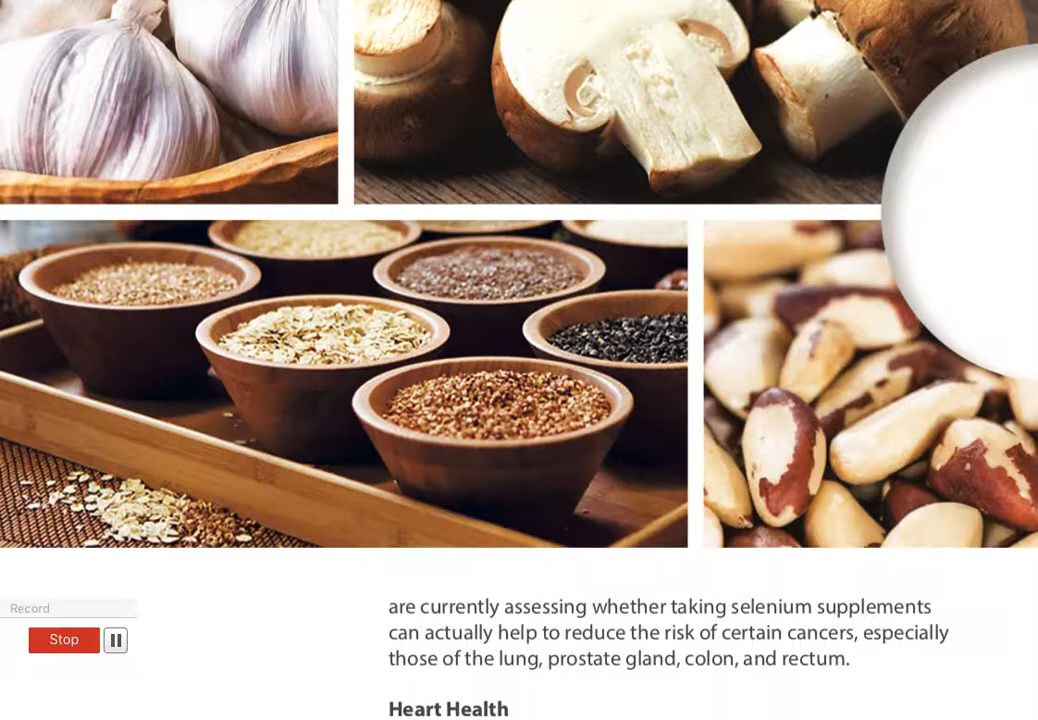 Record
Stop
are currently assessing whether taking selenium supplements
can actually help to reduce the risk of certain cancers, especially
those of the lung, prostate gland, colon, and rectum.
Heart Health